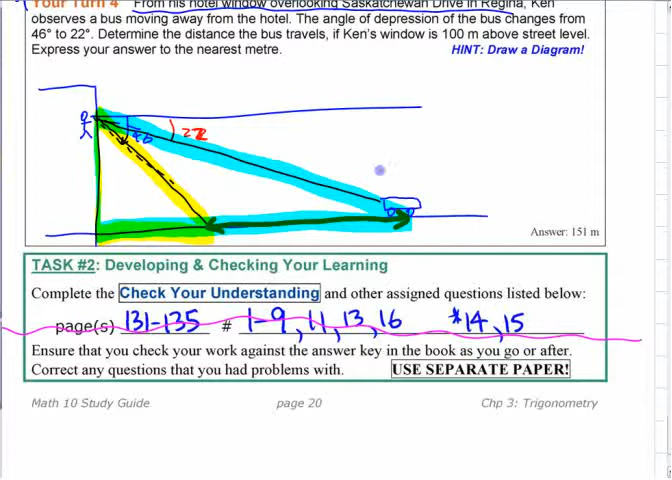 Your Turn 4 From his hotel window overlooking Saskatchewan Drive in Regina, Ken
observes a bus moving away from the hotel. The angle of depression of the bus changes from
46° to 22°. Determine the distance the bus travels, if Ken's window is 100 m above street level.
Express your answer to the nearest metre. HINT: Draw a Diagram!
46 22
Answer: 151 m
TASK #2: Developing & Checking Your Learning
Complete the Check Your Understanding and other assigned questions listed below:
page(s) 131-135 # 1-9, 11, 13, 16 *14, 15
Ensure that you check your work against the answer key in the book as you go or after.
Correct any questions that you had problems with. USE SEPARATE PAPER!
Math 10 Study Guide page 20 Chp 3: Trigonometry